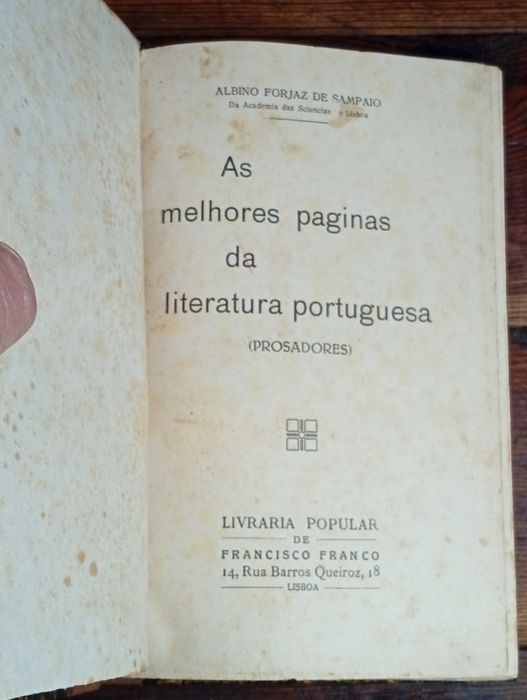 ALBINO FORJAZ DE SAMPAIO
Da Academia das Sciencias e Lisboa
As
melhores paginas
da
literatura portuguesa
(PROSADORES)
LIVRARIA POPULAR
DE
FRANCISCO FRANCO
14, Rua Barros Queiroz, 18
LISBOA